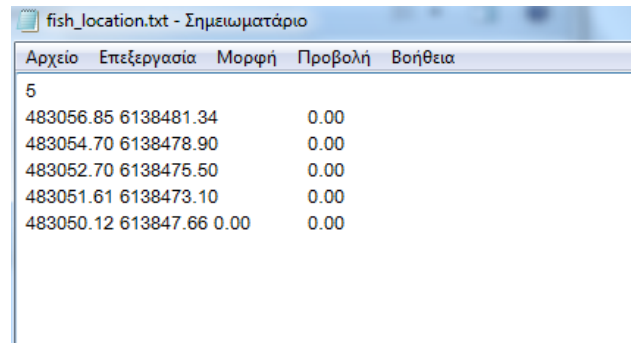 fish_location.txt - Σημειωματάριο
Αρχείο Επεξεργασία Μορφή Προβολή Βοήθεια
5
483056.85 6138481.34 0.00
483054.70 6138478.90 0.00
483052.70 6138475.50 0.00
483051.61 6138473.10 0.00
483050.12 613847.66 0.00 0.00